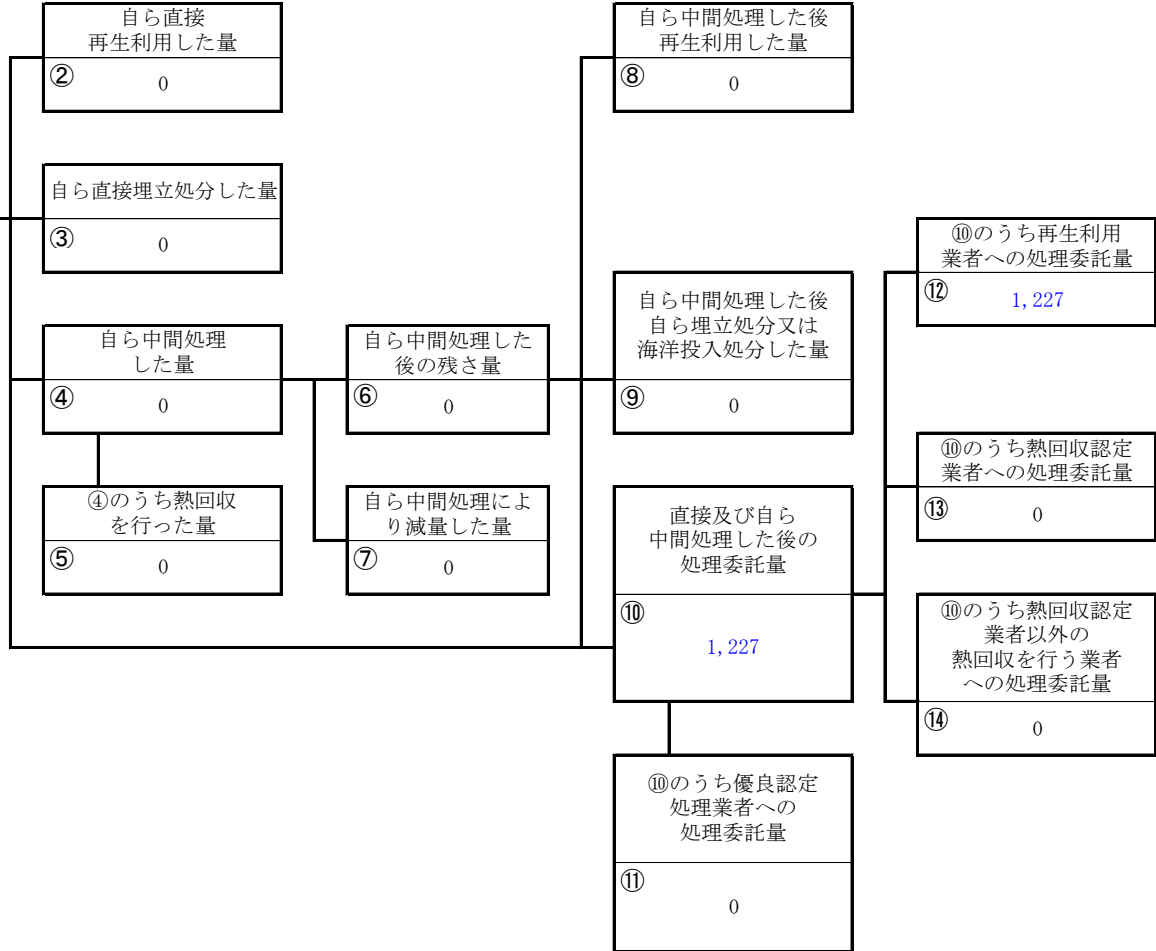 自ら直接
再生利用した量
②
0
自ら直接埋立処分した量
③
0
自ら中間処理
した量
④
0
④のうち熱回収
を行った量
⑤
0
自ら中間処理した
後の残さ量
⑥
0
自ら中間処理によ
り減量した量
⑦
0
自ら中間処理した後
再生利用した量
⑧
0
自ら中間処理した後
自ら埋立処分又は
海洋投入処分した量
⑨
0
直接及び自ら
中間処理した後の
処理委託量
⑩
1,227
⑩のうち優良認定
処理業者への
処理委託量
⑪
0
⑩のうち再生利用
業者への処理委託量
⑫
1,227
⑩のうち熱回収認定
業者への処理委託量
⑬
0
⑩のうち熱回収認定
業者以外の
熱回収を行う業者
への処理委託量
⑭
0